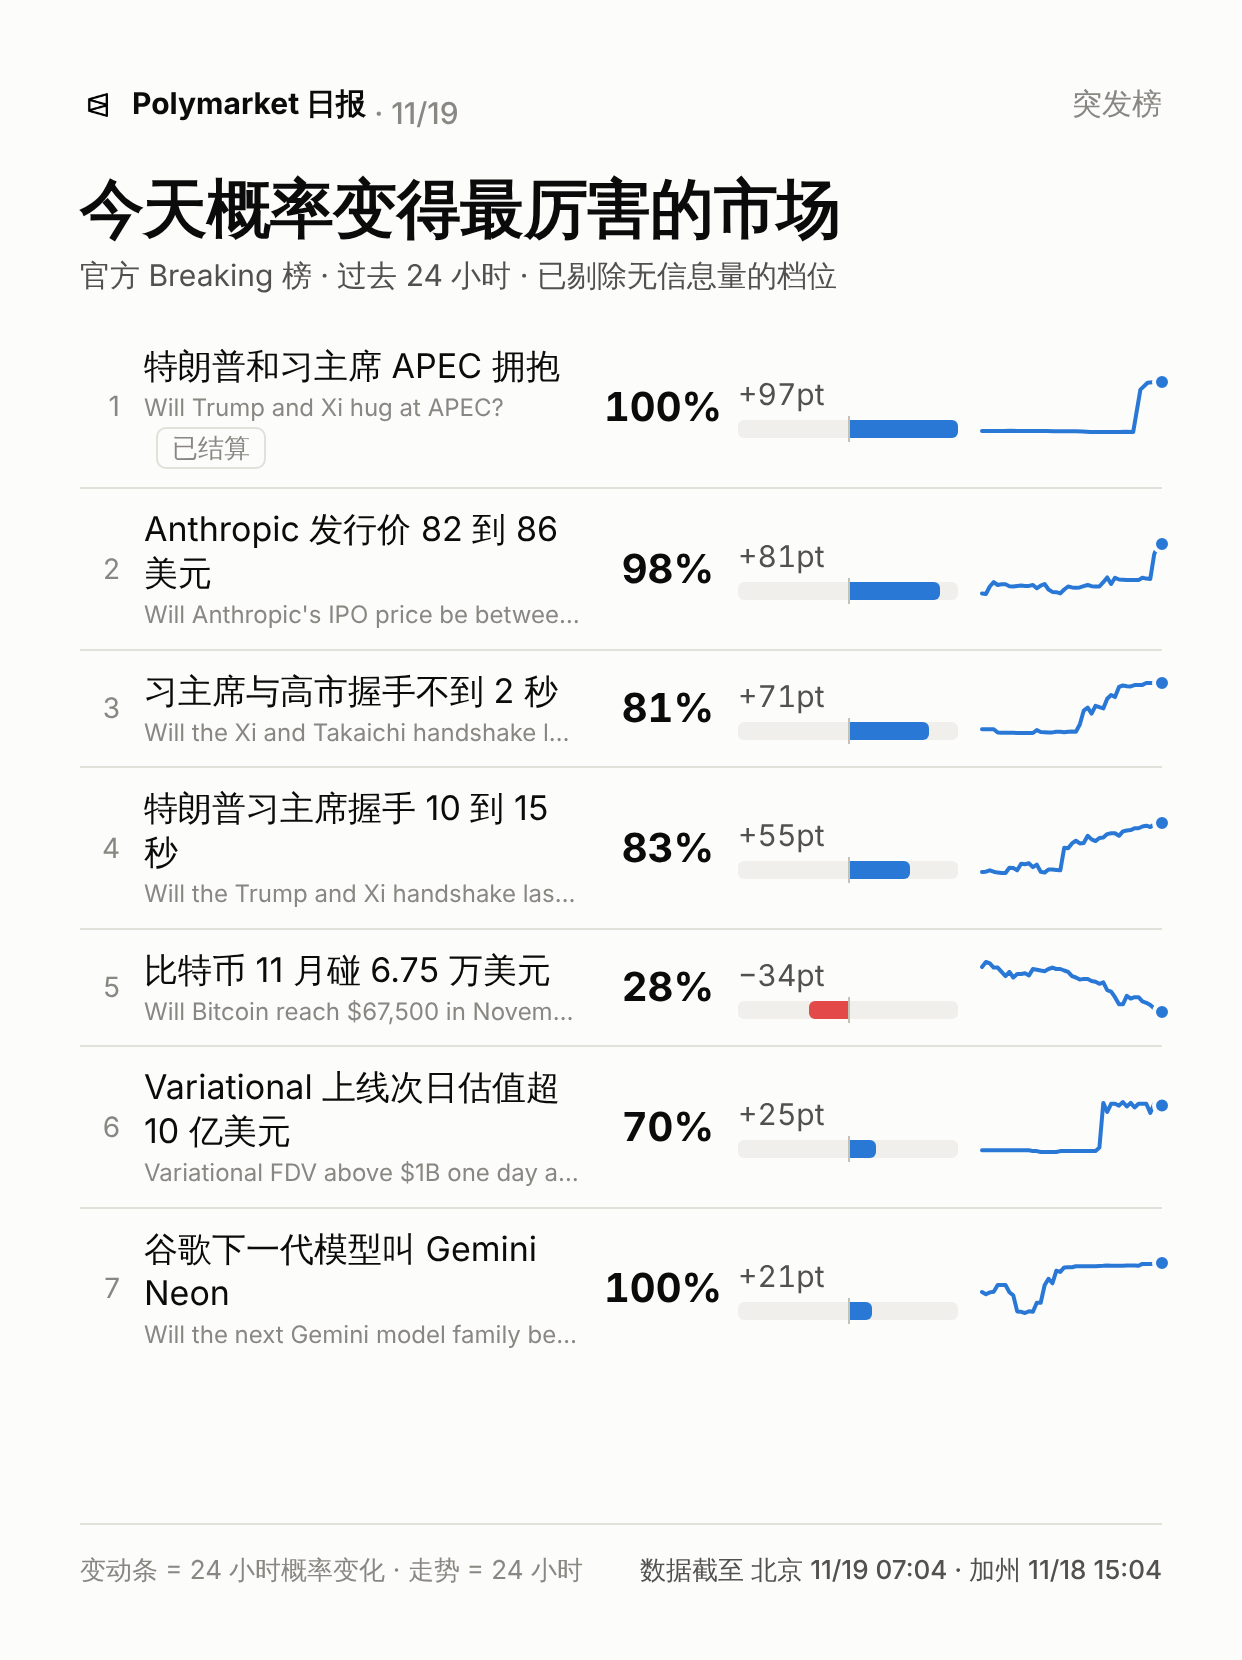 Polymarket 日报 · 11/19
突发榜
今天概率变得最厉害的市场
官方 Breaking 榜 · 过去 24 小时 · 已剔除无信息量的档位
1
特朗普和习主席 APEC 拥抱
Will Trump and Xi hug at APEC?
已结算
100%
+97pt
2
Anthropic 发行价 82 到 86
美元
Will Anthropic's IPO price be betwee...
98%
+81pt
3
习主席与高市握手不到 2 秒
Will the Xi and Takaichi handshake l...
81%
+71pt
4
特朗普习主席握手 10 到 15
秒
Will the Trump and Xi handshake las...
83%
+55pt
5
比特币 11 月碰 6.75 万美元
Will Bitcoin reach $67,500 in Novem...
28%
−34pt
6
Variational 上线次日估值超
10 亿美元
Variational FDV above $1B one day a...
70%
+25pt
7
谷歌下一代模型叫 Gemini
Neon
Will the next Gemini model family be...
100%
+21pt
变动条 = 24 小时概率变化 · 走势 = 24 小时
数据截至 北京 11/19 07:04 · 加州 11/18 15:04